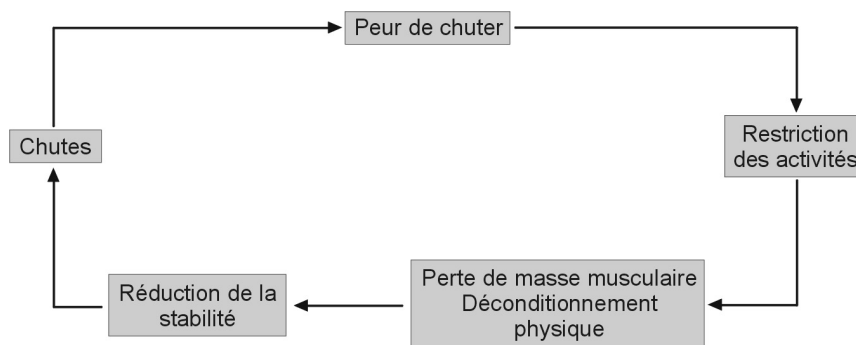 Peur de chuter
Restriction
des activités
Perte de masse musculaire
Déconditionnement
physique
Réduction de la
stabilité
Chutes